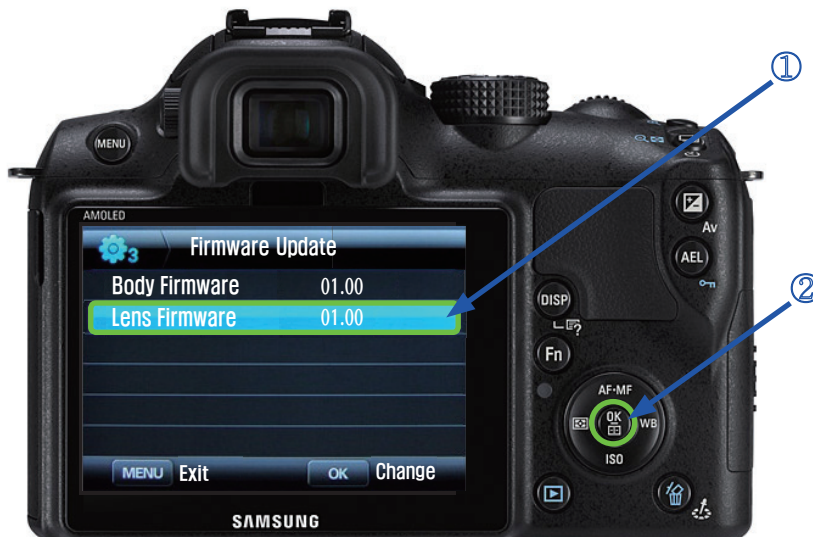 ①
MENU
AMOLED
3 Firmware Update
Body Firmware 01.00
Lens Firmware 01.00
MENU Exit OK Change
SAMSUNG
Av
AEL
②
DISP
?
Fn
AF·MF
OK
WB
ISO